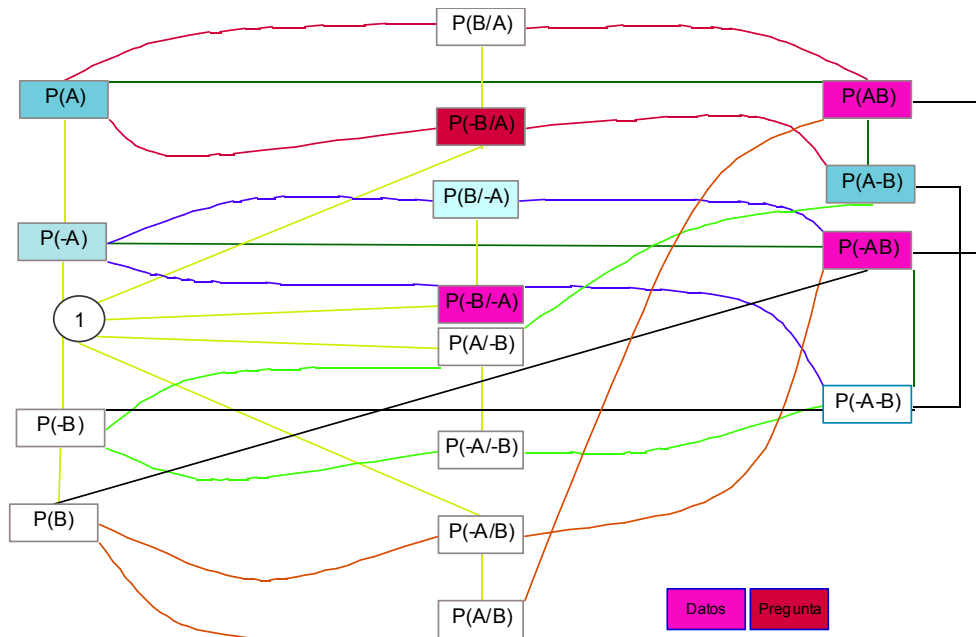 P(B/A)
P(A)
P(AB)
P(-B/A)
P(A-B)
P(B/-A)
P(-A)
P(-AB)
P(-B/-A)
1
P(A/-B)
P(-A-B)
P(-B)
P(-A/-B)
P(B)
P(-A/B)
P(A/B)
Datos
Pregunta